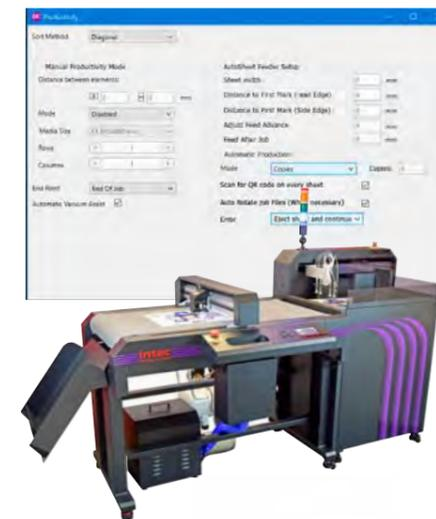 Productivity
Sort Method Diagonal
Manual Productivity Mode
Distance between elements:
mm
Mode Disabled
Media Size
Rows
Columns
End Point End Of Job
Automatic Vacuum Assist
AutoSheet Feeder Setup
Sheet width mm
Distance to First Mark (Lead Edge) mm
Distance to First Mark (Side Edge) mm
Adjust Feed Advance mm
Feed After Job mm
Automatic Production
Mode Copies Copies
Scan for QR code on every sheet
Auto Rotate Job Files necessary)
Error Eject and continue
intec